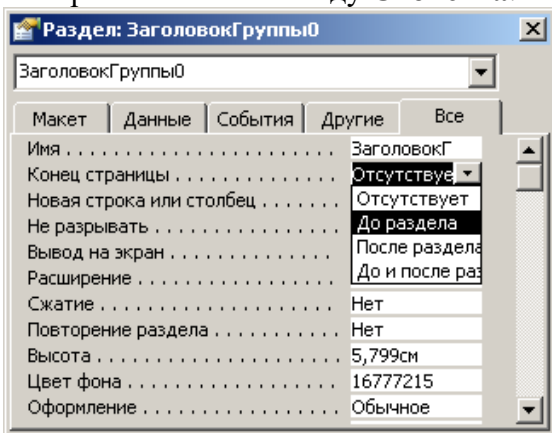 Раздел: ЗаголовокГруппы0
ЗаголовокГруппы0
Макет Данные События Другие Все
Имя . . . . . . . . . . . . . . . . . . . . . . . . ЗаголовокГ
Конец страницы . . . . . . . . . . . . . . Отсутствуе
Новая строка или столбец . . . . . . . Отсутствует
Не разрывать . . . . . . . . . . . . . . . . До раздела
Вывод на экран . . . . . . . . . . . . . . После раздела
Расширение . . . . . . . . . . . . . . . . . До и после раз
Сжатие . . . . . . . . . . . . . . . . . . . . . Нет
Повторение раздела . . . . . . . . . . . Нет
Высота . . . . . . . . . . . . . . . . . . . . . 5,799см
Цвет фона . . . . . . . . . . . . . . . . . . 16777215
Оформление . . . . . . . . . . . . . . . . . Обычное